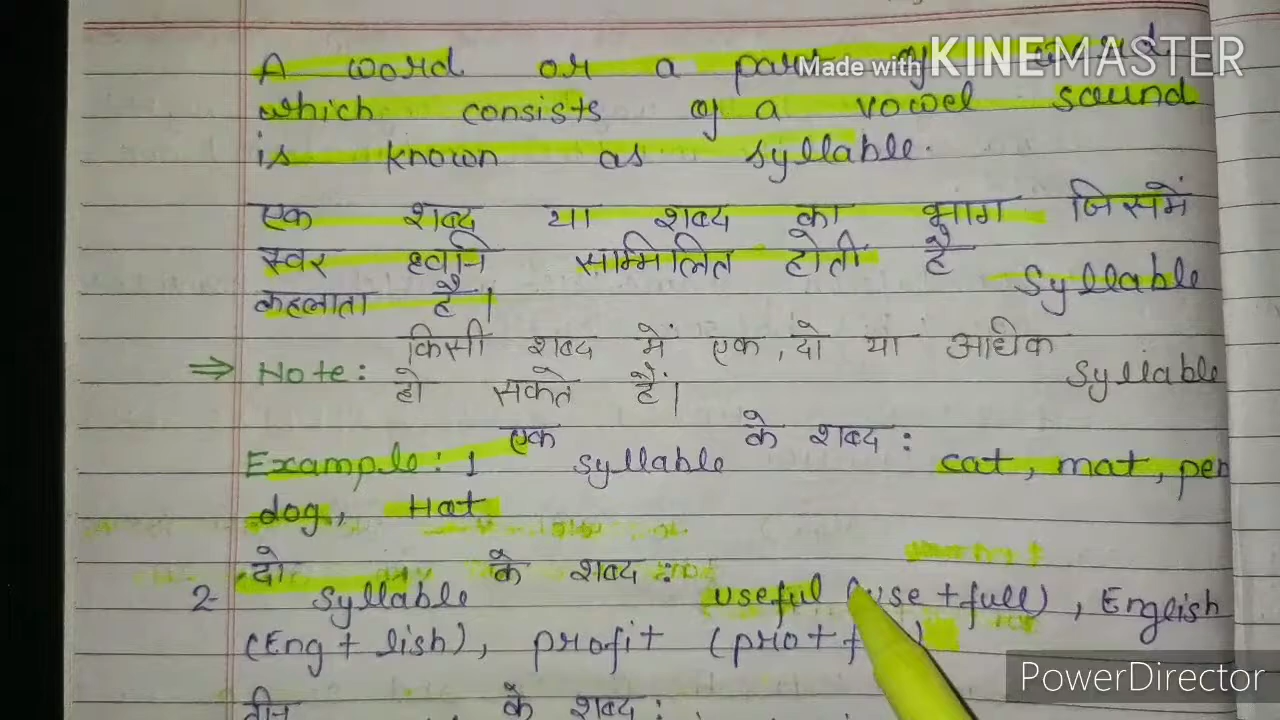 Made with KINEMASTER
A word or a part of a word
which consists of a vowel sound
is known as syllable.
एक शब्द या शब्द का भाग जिसमें
स्वर ध्वनि सम्मिलित होती है Syllable
कहलाता है।
⇒ Note: किसी शब्द में एक, दो या अधिक Syllable
हो सकते हैं।
Example: 1 एक syllable के शब्द: cat, mat, pen
dog, Hat
2- दो syllable के शब्द: useful (use + full), English
(Eng + lish), profit (pro +
तीन के शब्द:
PowerDirector